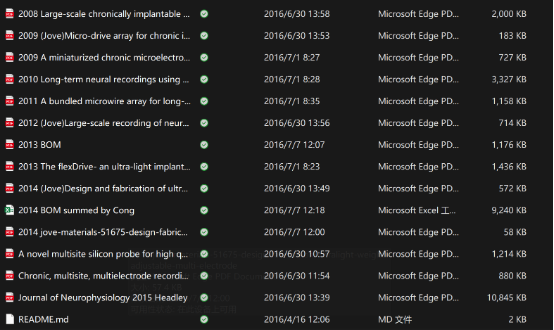 2008 Large-scale chronically implantable ... 2016/6/30 13:58 Microsoft Edge PD... 2,000 KB
2009 (Jove)Micro-drive array for chronic i... 2016/6/30 13:53 Microsoft Edge PD... 183 KB
2009 A miniaturized chronic microelectro... 2016/7/1 8:27 Microsoft Edge PD... 727 KB
2010 Long-term neural recordings using ... 2016/7/1 8:28 Microsoft Edge PD... 3,327 KB
2011 A bundled microwire array for long-... 2016/7/1 8:35 Microsoft Edge PD... 1,158 KB
2012 (Jove)Large-scale recording of neur... 2016/6/30 13:56 Microsoft Edge PD... 714 KB
2013 BOM 2016/7/7 12:07 Microsoft Edge PD... 1,176 KB
2013 The flexDrive- an ultra-light implant... 2016/7/1 8:23 Microsoft Edge PD... 1,436 KB
2014 (Jove)Design and fabrication of ultr... 2016/6/30 13:49 Microsoft Edge PD... 572 KB
2014 BOM summed by Cong 2016/7/7 12:18 Microsoft Excel 工... 9,240 KB
2014 jove-materials-51675-design-fabric... 2016/7/7 12:00 Microsoft Edge PD... 58 KB
A novel multisite silicon probe for high q... 2016/6/30 10:57 Microsoft Edge PD... 1,214 KB
Chronic, multisite, multielectrode recordi... 2016/6/30 11:54 Microsoft Edge PD... 880 KB
Journal of Neurophysiology 2015 Headley 2016/6/30 13:39 Microsoft Edge PD... 10,845 KB
README.md 2016/4/16 12:06 MD 文件 2 KB